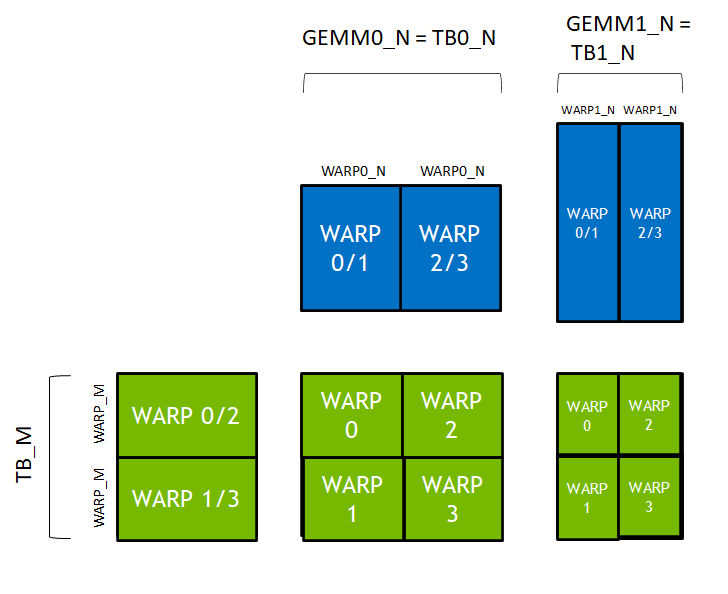 GEMM0_N = TB0_N
GEMM1_N =
TB1_N
WARP1_N WARP1_N
WARP0_N WARP0_N
WARP
0/1
WARP
2/3
WARP
0/1
WARP
2/3
TB_M
WARP_M
WARP_M
WARP 0/2
WARP 1/3
WARP
0
WARP
2
WARP
1
WARP
3
WARP
0
WARP
2
WARP
1
WARP
3